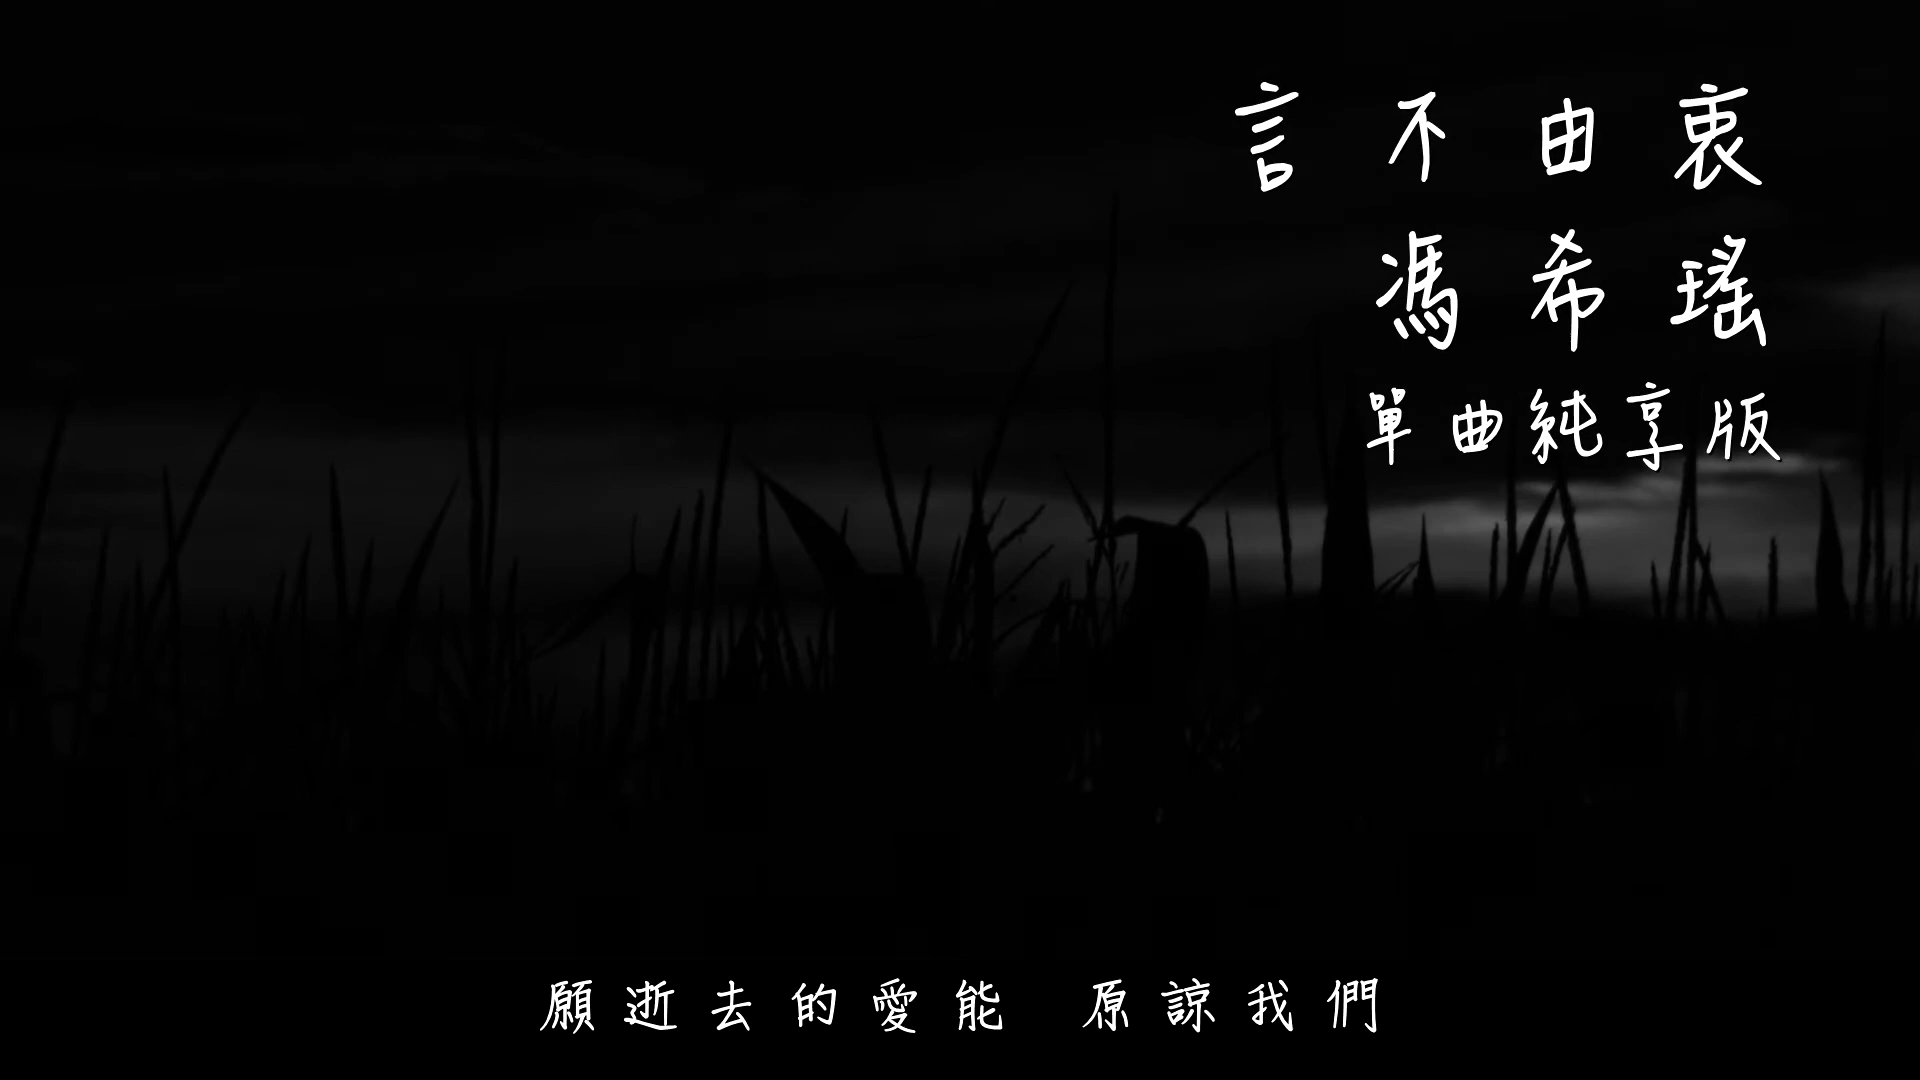 言不由衷
馮希瑤
單曲純享版
願逝去的愛能 原諒我們